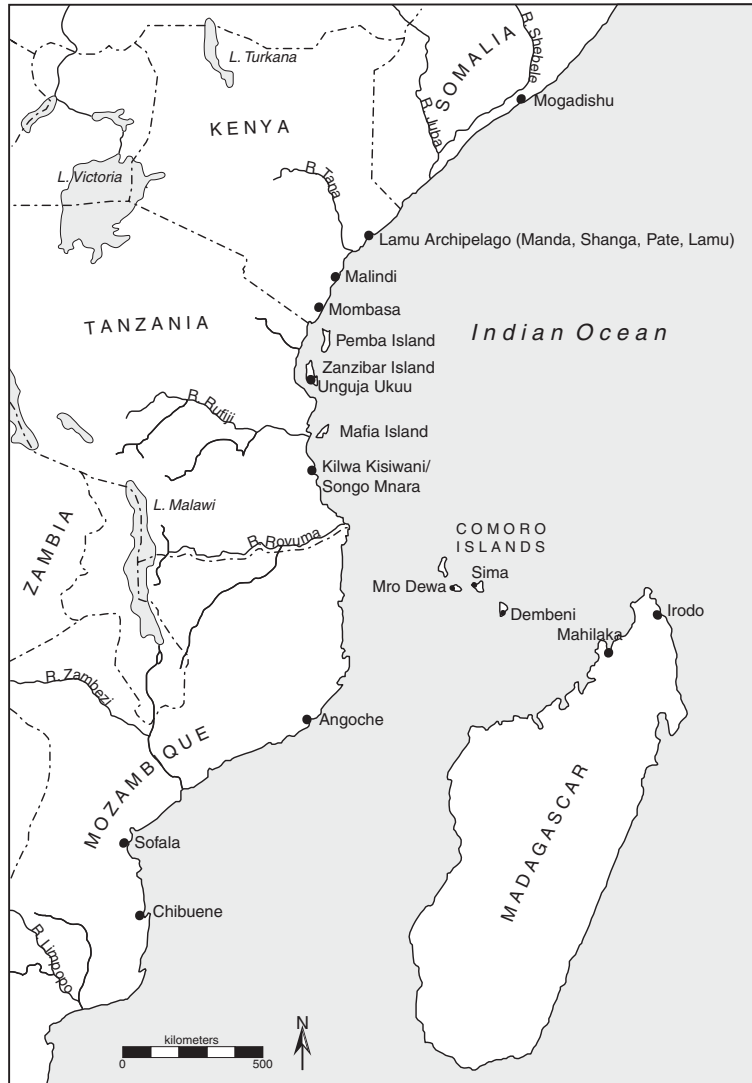 L. Turkana
SOMALIA
R. Shebele
Mogadishu
KENYA
R. Juba
L. Victoria
R. Tana
Lamu Archipelago (Manda, Shanga, Pate, Lamu)
Malindi
Mombasa
TANZANIA
Indian Ocean
Pemba Island
Zanzibar Island
Unguja Ukuu
R. Rufiji
Mafia Island
Kilwa Kisiwani/
Songo Mnara
L. Malawi
ZAMBIA
R. Rovuma
COMORO
ISLANDS
Sima
Mro Dewa
Dembeni
Irodo
Mahilaka
R. Zambezi
Angoche
MOZAMBIQUE
MADAGASCAR
Sofala
Chibuene
R. Limpopo
kilometers
0
500
N